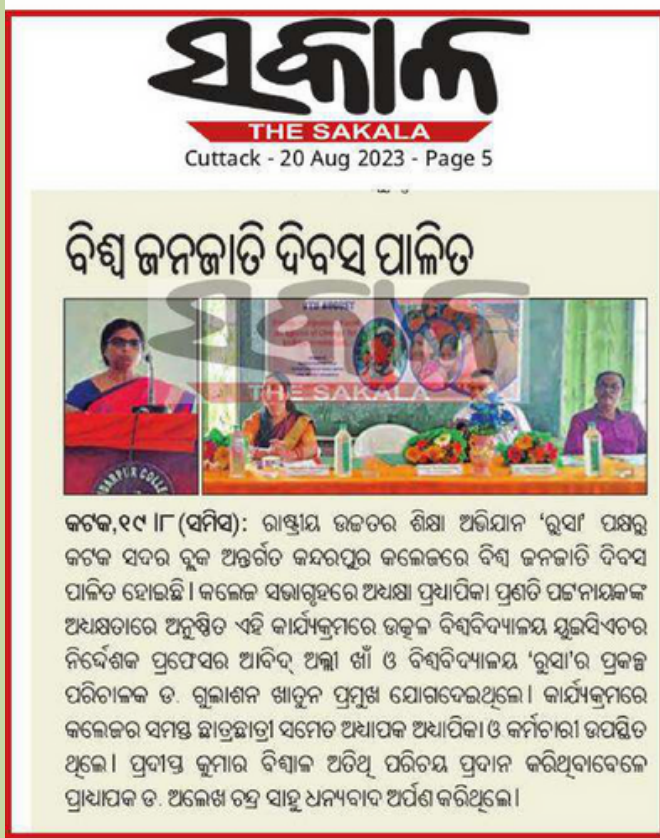 ସକାଳ
THE SAKALA
Cuttack - 20 Aug 2023 - Page 5
ବିଶ୍ୱ ଜନଜାତି ଦିବସ ପାଳିତ
ସକାଳ
THE SAKALA
9TH AUGUST
କଟକ,୧୯।୮(ସମିସ): ରାଷ୍ଟ୍ରୀୟ ଉଚ୍ଚତର ଶିକ୍ଷା ଅଭିଯାନ ‘ରୁସା’ ପକ୍ଷରୁ
କଟକ ସଦର ବ୍ଲକ ଅନ୍ତର୍ଗତ କନ୍ଦରପୁର କଲେଜରେ ବିଶ୍ୱ ଜନଜାତି ଦିବସ
ପାଳିତ ହୋଇଛି। କଲେଜ ସଭାଗୃହରେ ଅଧ୍ୟକ୍ଷା ପ୍ରାଧ୍ୟାପିକା ପ୍ରଣତି ପଟ୍ଟନାୟକଙ୍କ
ଅଧ୍ୟକ୍ଷତାରେ ଅନୁଷ୍ଠିତ ଏହି କାର୍ଯ୍ୟକ୍ରମରେ ଉତ୍କଳ ବିଶ୍ୱବିଦ୍ୟାଳୟ ୟୁଇସିଏଚର
ନିର୍ଦ୍ଦେଶକ ପ୍ରଫେସର ଆବିଦ୍ ଅଲ୍ଲୀ ଖାଁ ଓ ବିଶ୍ୱବିଦ୍ୟାଳୟ ‘ରୁସା’ର ପ୍ରକଳ୍ପ
ପରିଚାଳକ ଡ. ଗୁଲାଶନ ଖାତୁନ ପ୍ରମୁଖ ଯୋଗଦେଇଥିଲେ। କାର୍ଯ୍ୟକ୍ରମରେ
କଲେଜର ସମସ୍ତ ଛାତ୍ରଛାତ୍ରୀ ସମେତ ଅଧ୍ୟାପକ ଅଧ୍ୟାପିକା ଓ କର୍ମଚାରୀ ଉପସ୍ଥିତ
ଥିଲେ। ପ୍ରଦୀପ୍ତ କୁମାର ବିଶ୍ୱାଳ ଅତିଥି ପରିଚୟ ପ୍ରଦାନ କରିଥିବାବେଳେ
ପ୍ରାଧ୍ୟାପକ ଡ. ଅଲେଖ ଚନ୍ଦ୍ର ସାହୁ ଧନ୍ୟବାଦ ଅର୍ପଣ କରିଥିଲେ।